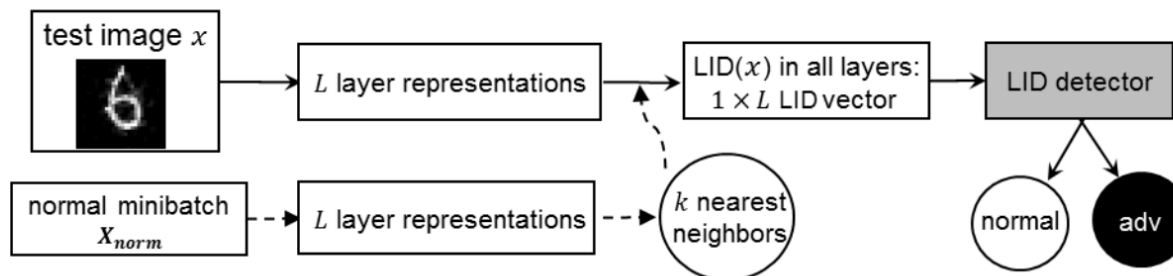 test image x
L layer representations
LID(x) in all layers:
1 × L LID vector
LID detector
normal minibatch
X_norm
L layer representations
k nearest
neighbors
normal
adv